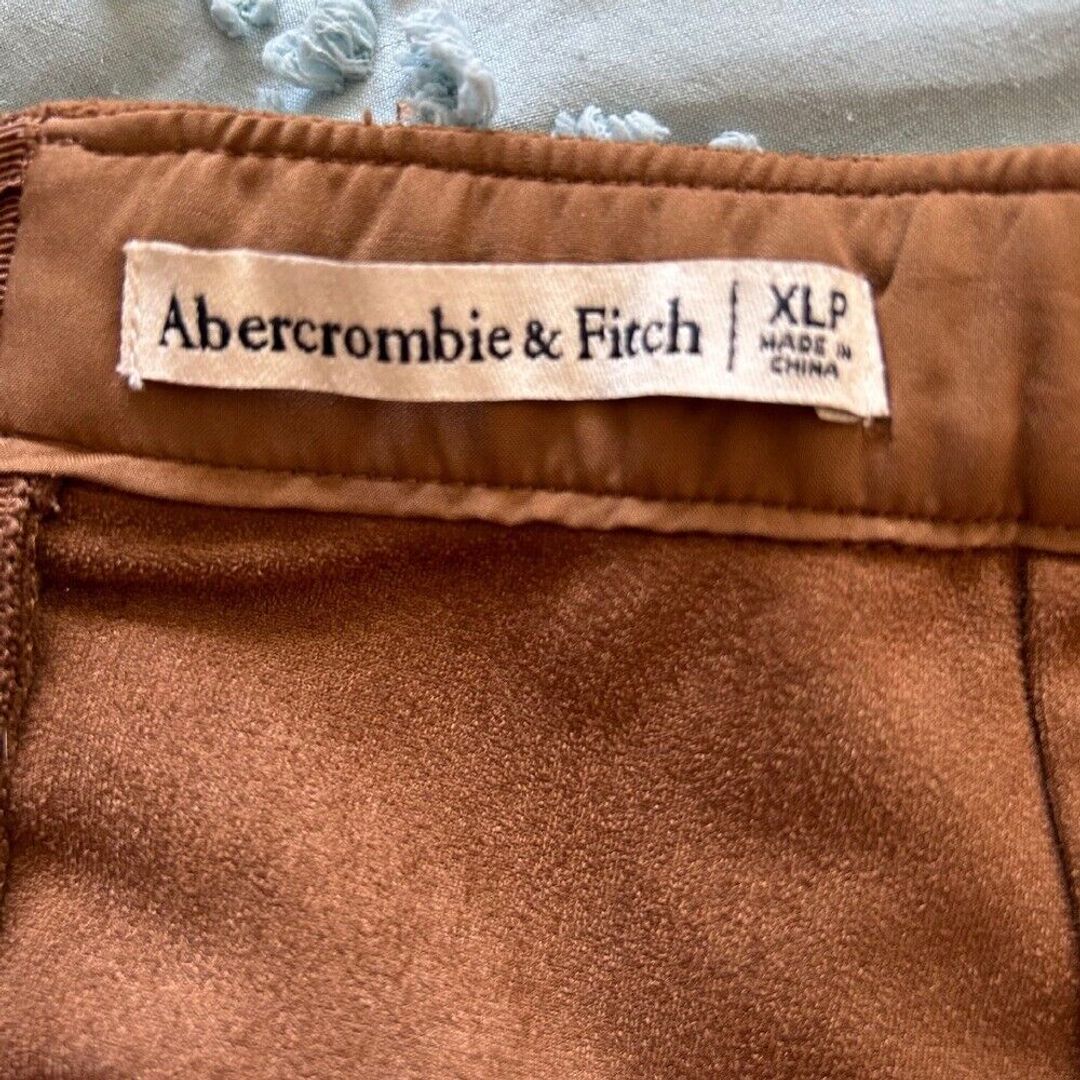 Abercrombie & Fitch | XLP
MADE IN
CHINA